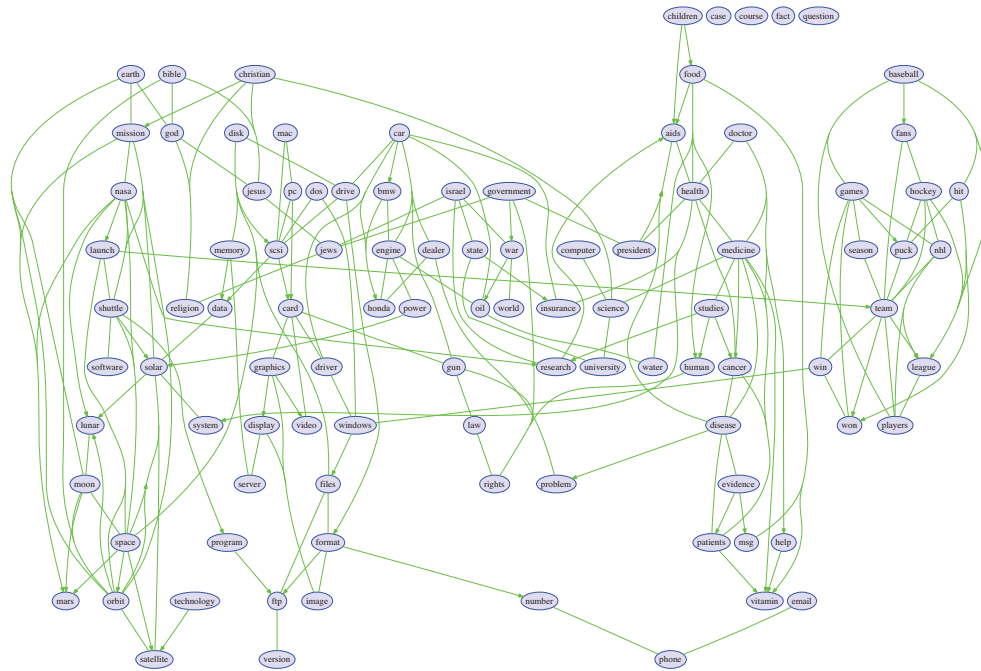 children case course fact question
earth bible christian food baseball
mission god disk mac car aids doctor fans
nasa jesus pc dos drive bmw israel government health games hockey hit
launch memory scsi jews engine dealer state war computer president medicine season puck nhl
shuttle religion data card honda power oil world insurance science studies team
software solar graphics driver gun research university water human cancer win league
lunar system display video windows law disease won players
moon server files rights problem evidence
space program format patients msg help
mars orbit technology ftp image number vitamin email
satellite version phone